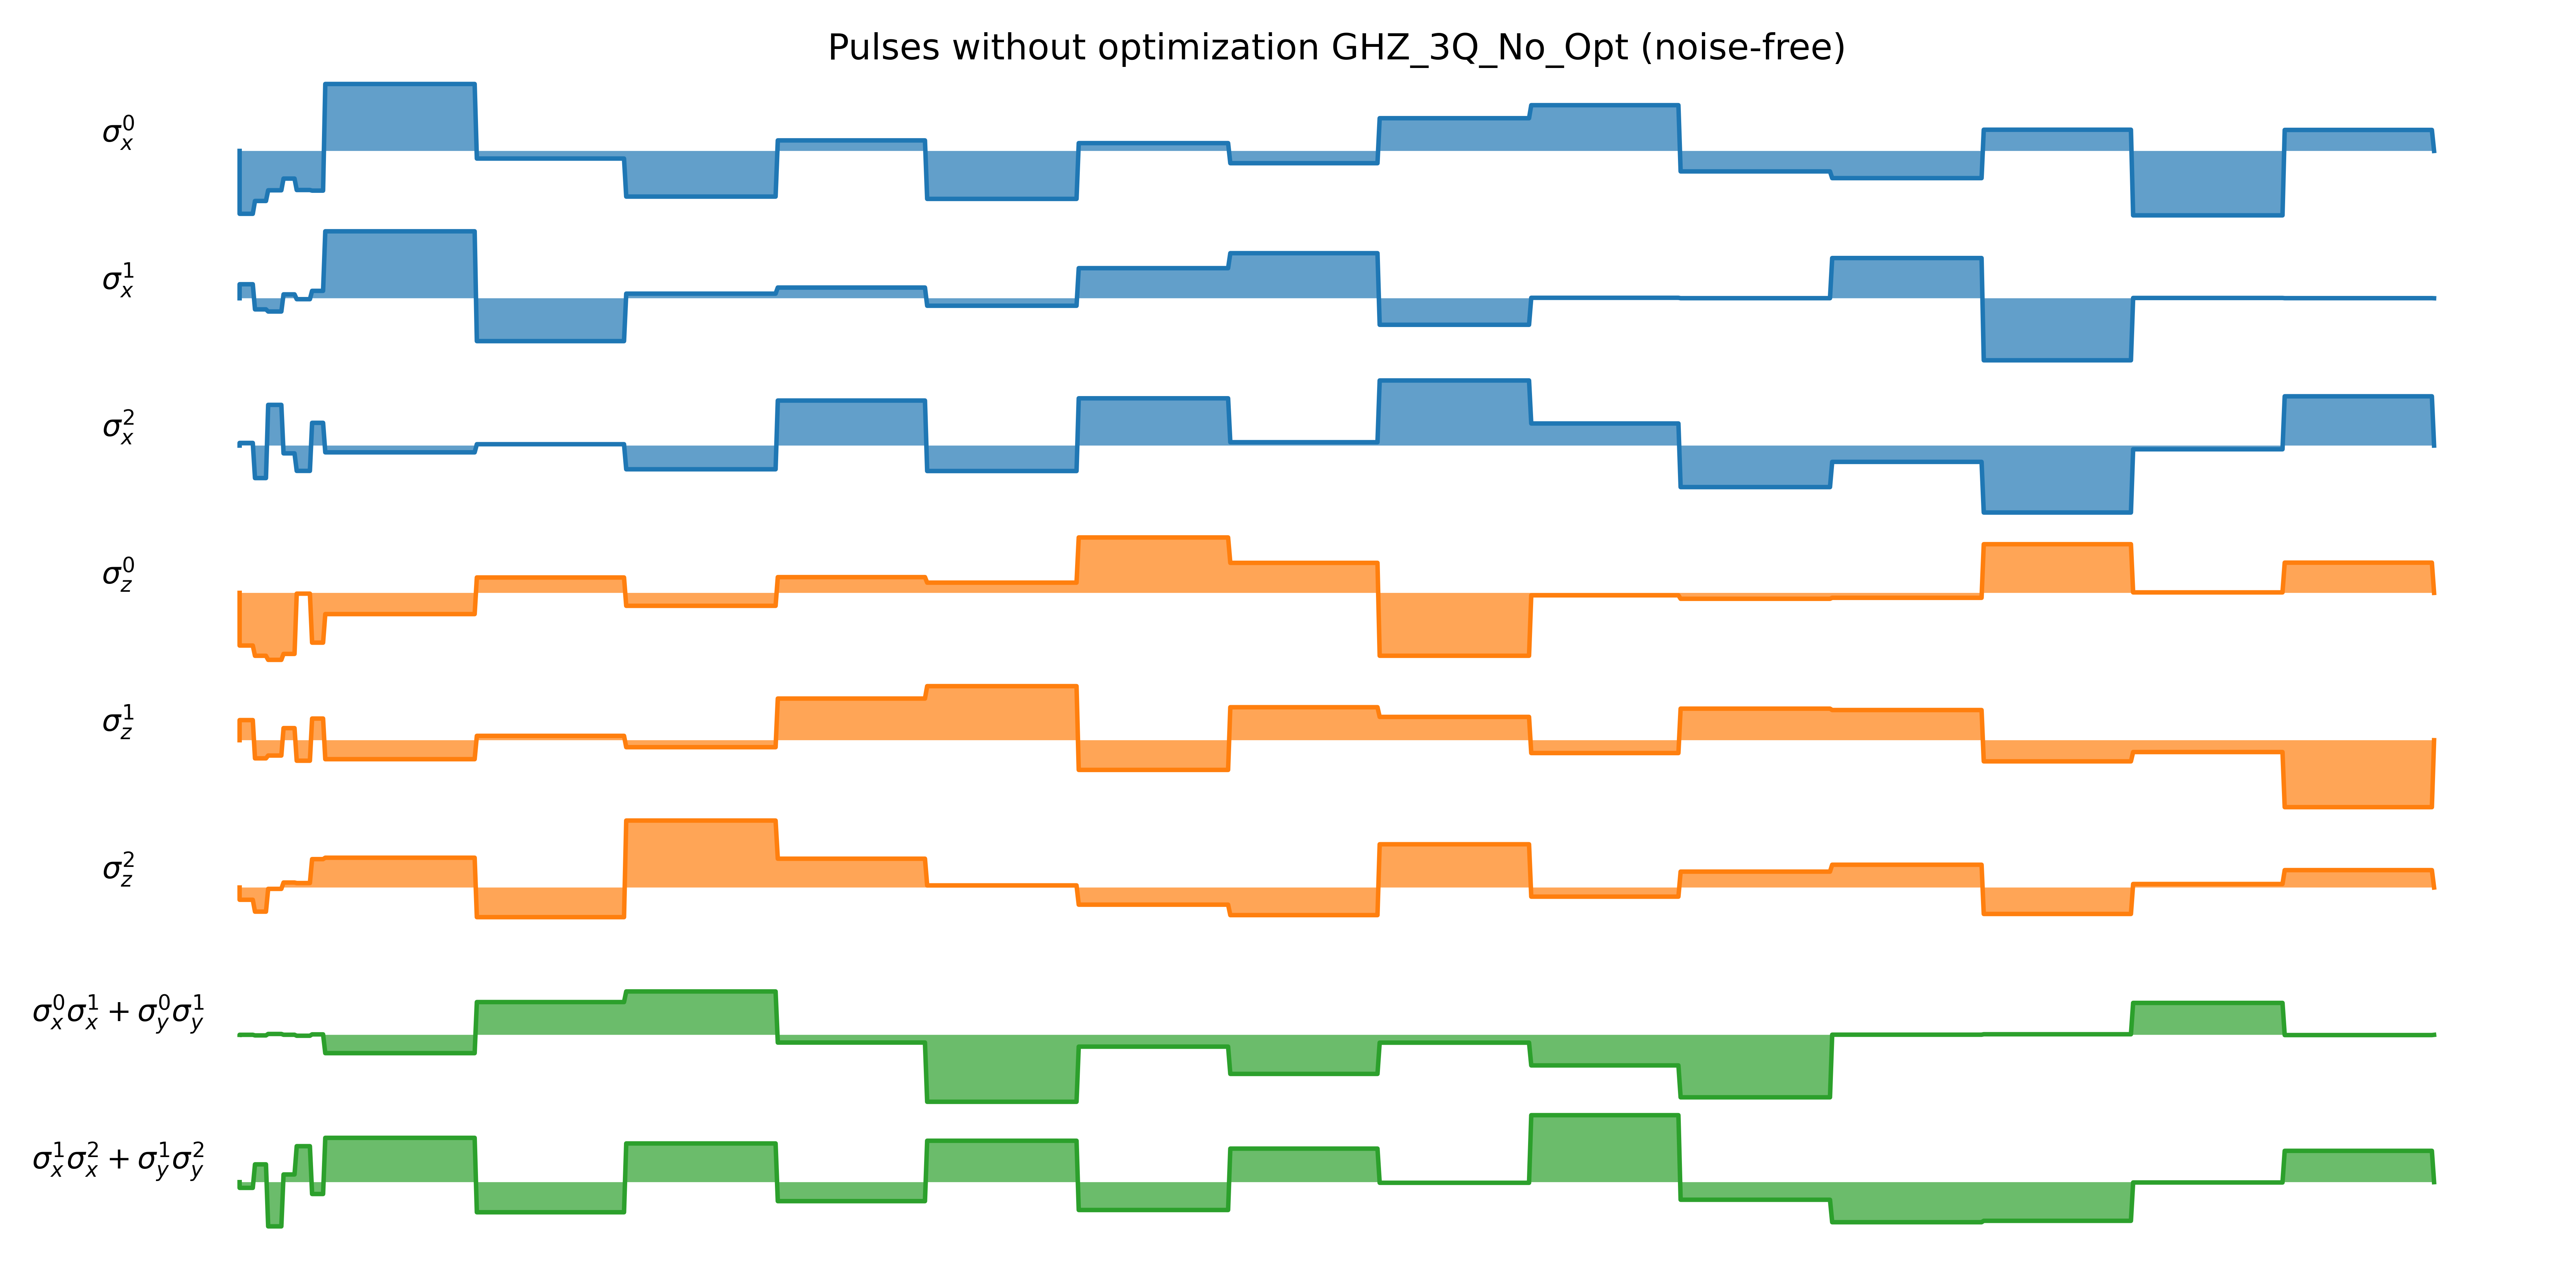 Pulses without optimization GHZ_3Q_No_Opt (noise-free)
σ_x^0
σ_x^1
σ_x^2
σ_z^0
σ_z^1
σ_z^2
σ_x^0σ_x^1 + σ_y^0σ_y^1
σ_x^1σ_x^2 + σ_y^1σ_y^2